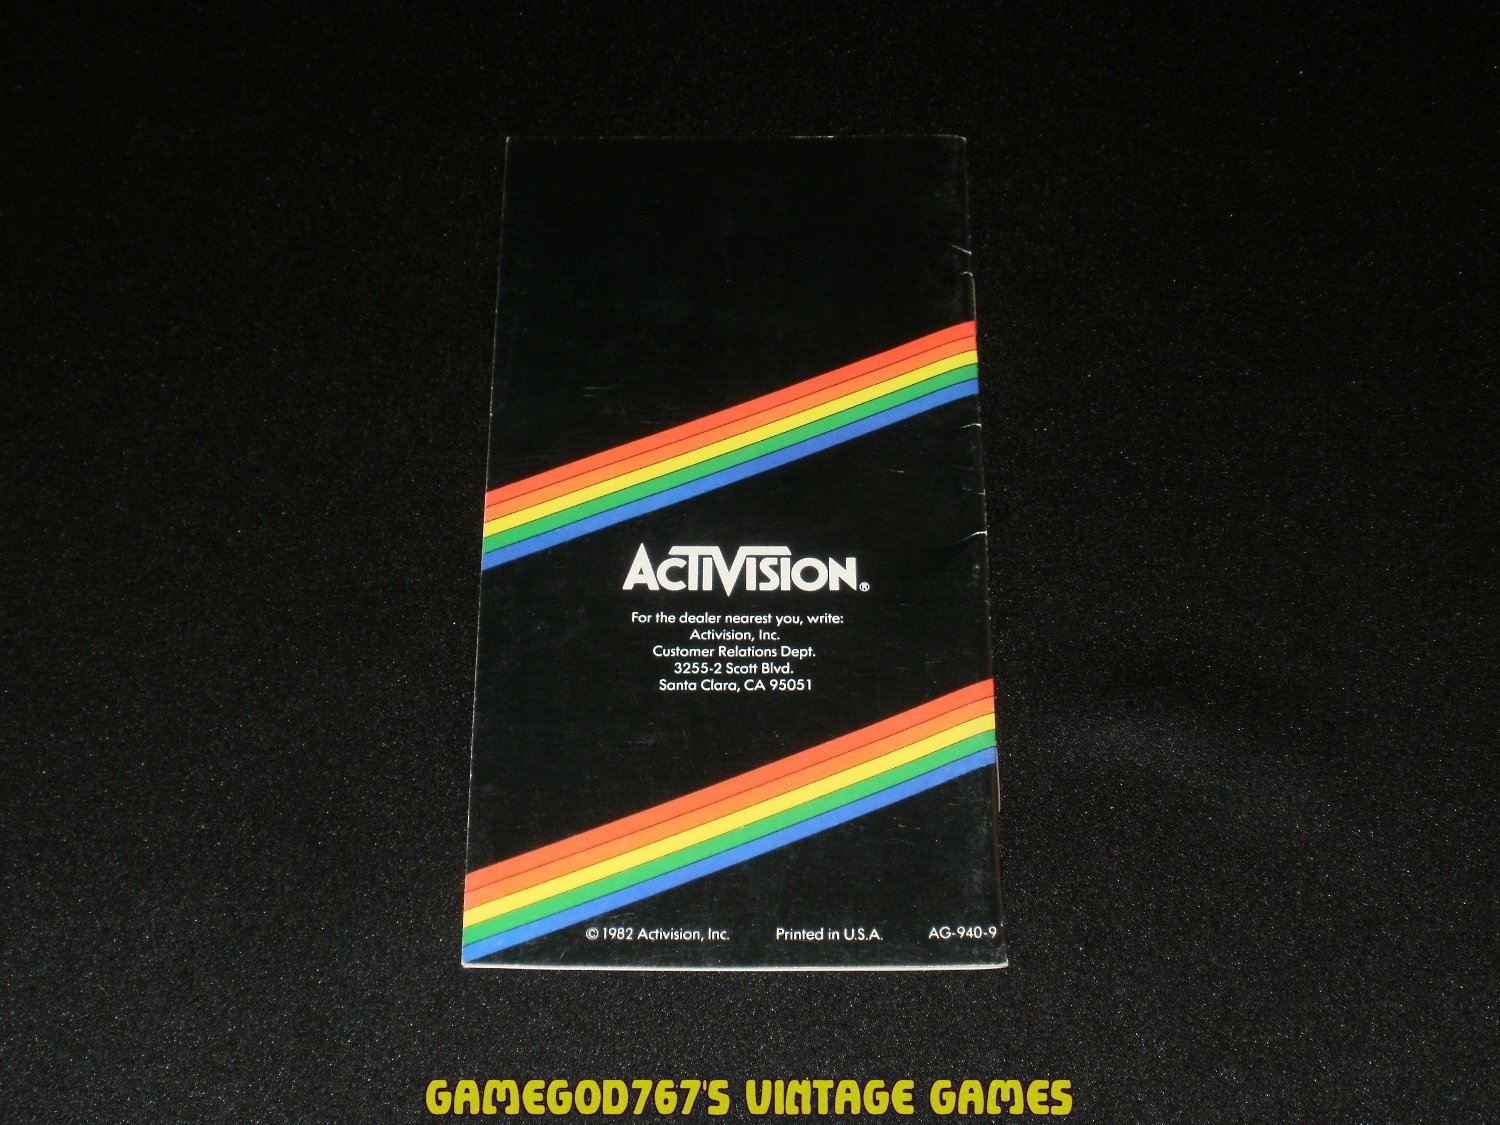 ACTIVISION®
For the dealer nearest you, write:
Activision, Inc.
Customer Relations Dept.
3255-2 Scott Blvd.
Santa Clara, CA 95051
© 1982 Activision, Inc. Printed in U.S.A. AG-940-9
GAMEGOD767'S VINTAGE GAMES